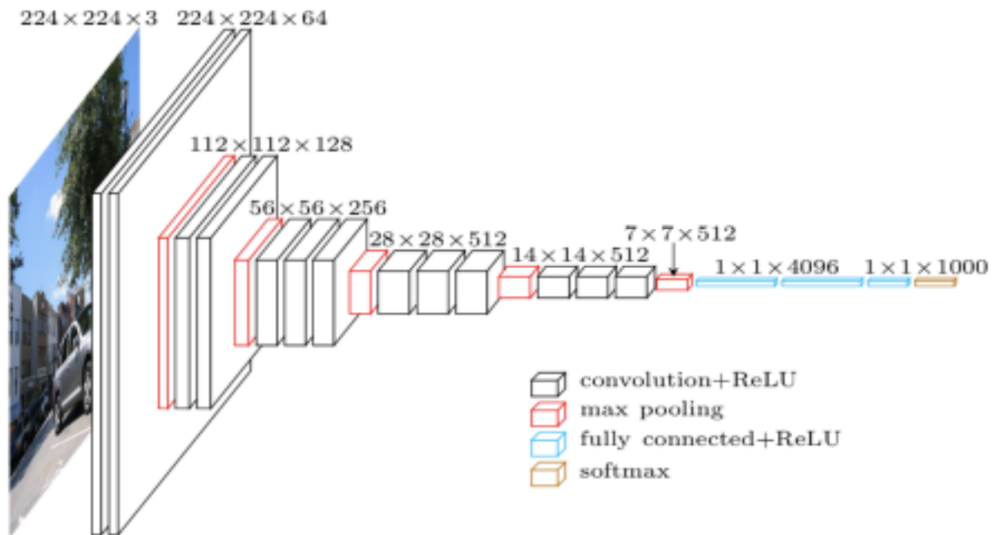 224×224×3
224×224×64
112×112×128
56×56×256
28×28×512
14×14×512
7×7×512
1×1×4096
1×1×1000
convolution+ReLU
max pooling
fully connected+ReLU
softmax